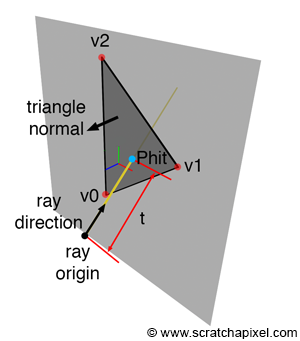 v2
triangle
normal
Phit
v1
v0
ray
direction
t
ray
origin
© www.scratchapixel.com